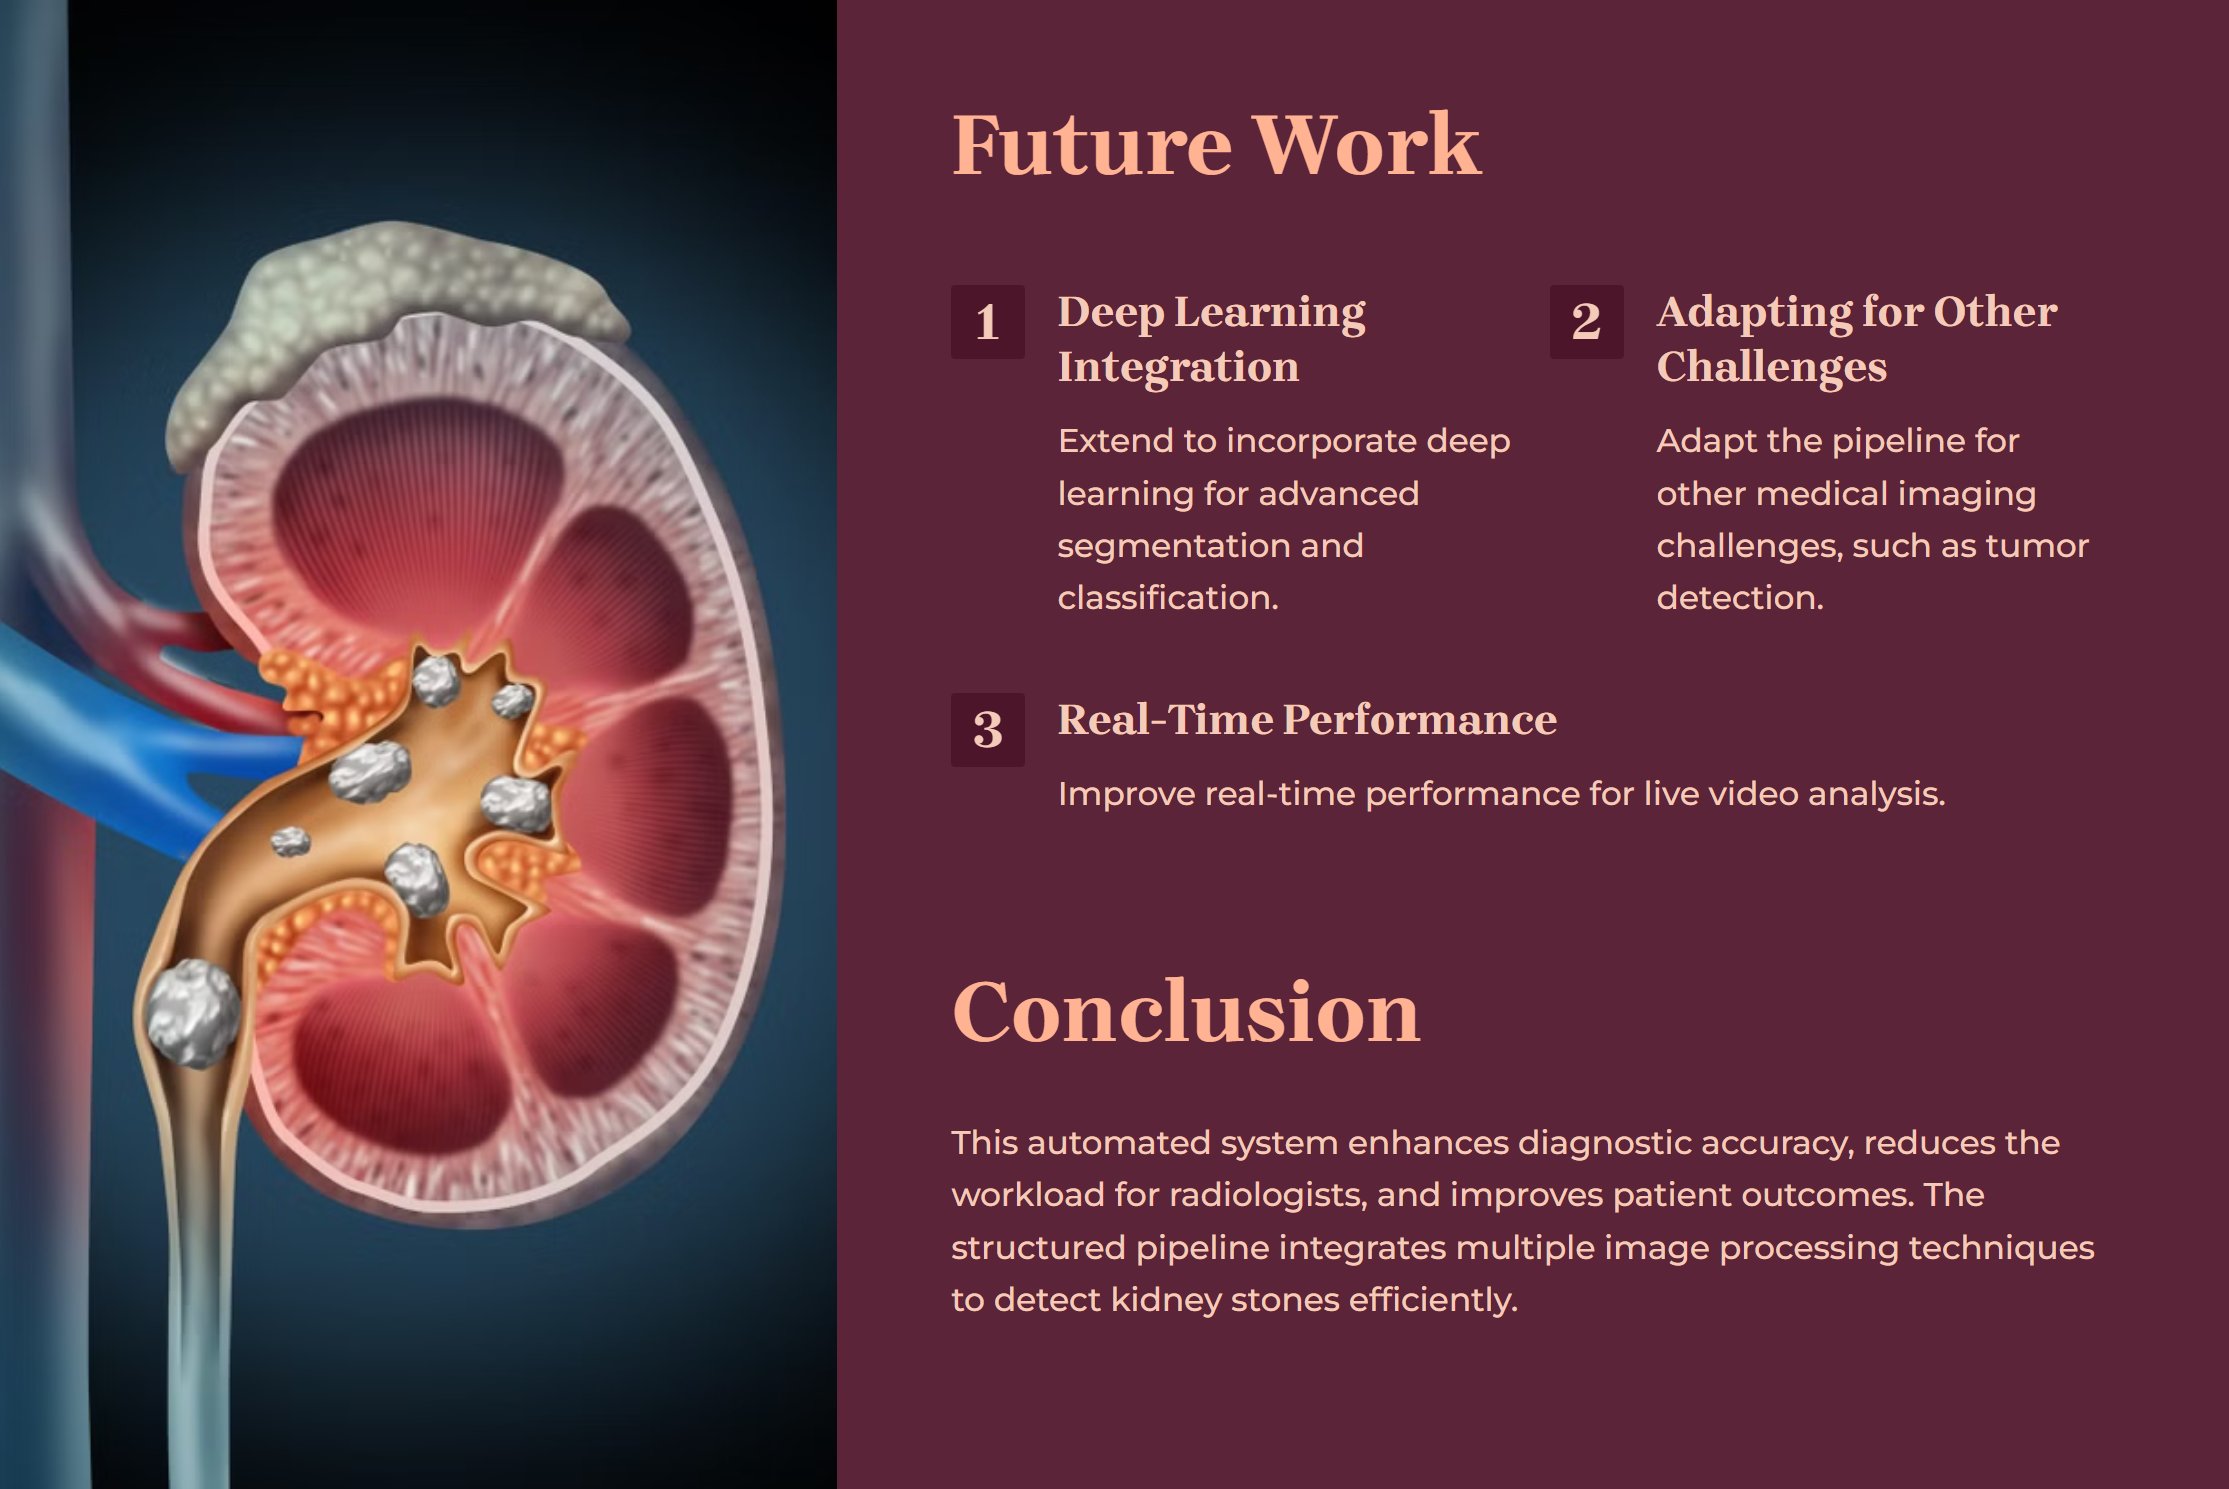 Future Work
1
Deep Learning
Integration
Extend to incorporate deep
learning for advanced
segmentation and
classification.
2
Adapting for Other
Challenges
Adapt the pipeline for
other medical imaging
challenges, such as tumor
detection.
3
Real-Time Performance
Improve real-time performance for live video analysis.
Conclusion
This automated system enhances diagnostic accuracy, reduces the
workload for radiologists, and improves patient outcomes. The
structured pipeline integrates multiple image processing techniques
to detect kidney stones efficiently.